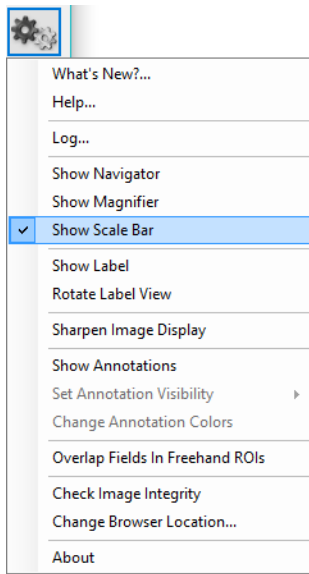 What's New?...
Help...
Log...
Show Navigator
Show Magnifier
Show Scale Bar
Show Label
Rotate Label View
Sharpen Image Display
Show Annotations
Set Annotation Visibility
Change Annotation Colors
Overlap Fields In Freehand ROIs
Check Image Integrity
Change Browser Location...
About